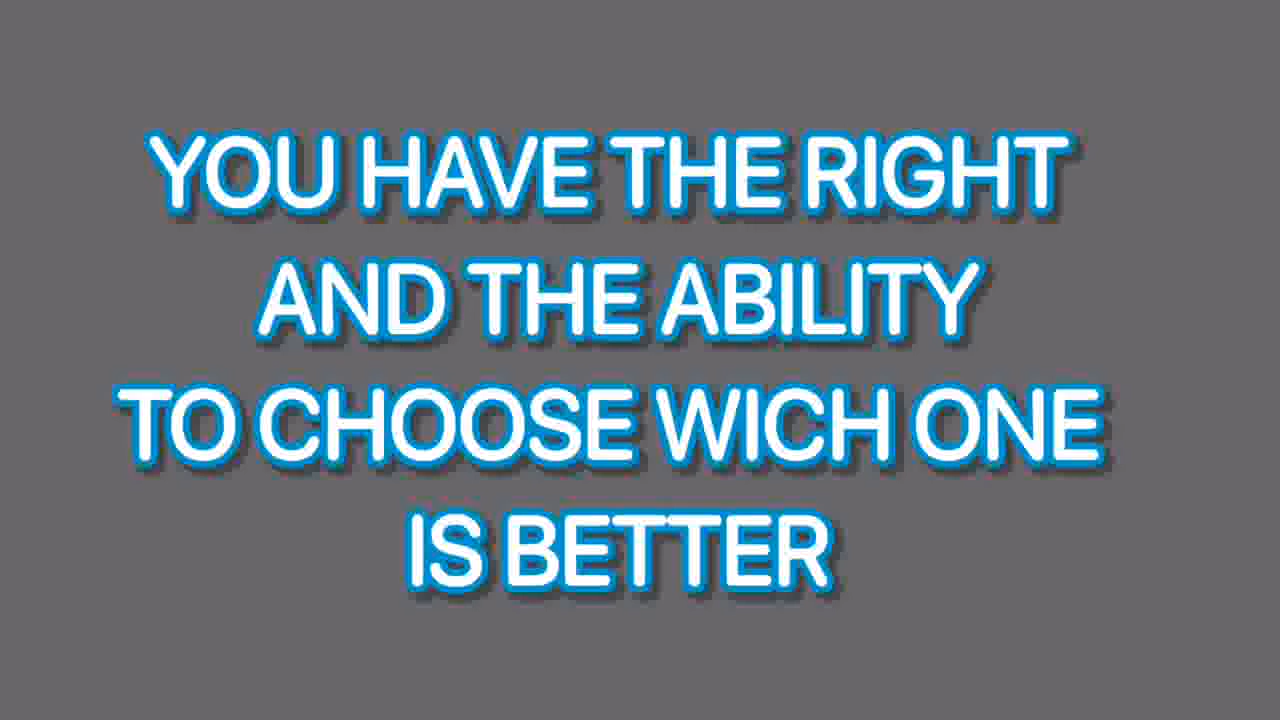 YOU HAVE THE RIGHT
AND THE ABILITY
TO CHOOSE WICH ONE
IS BETTER